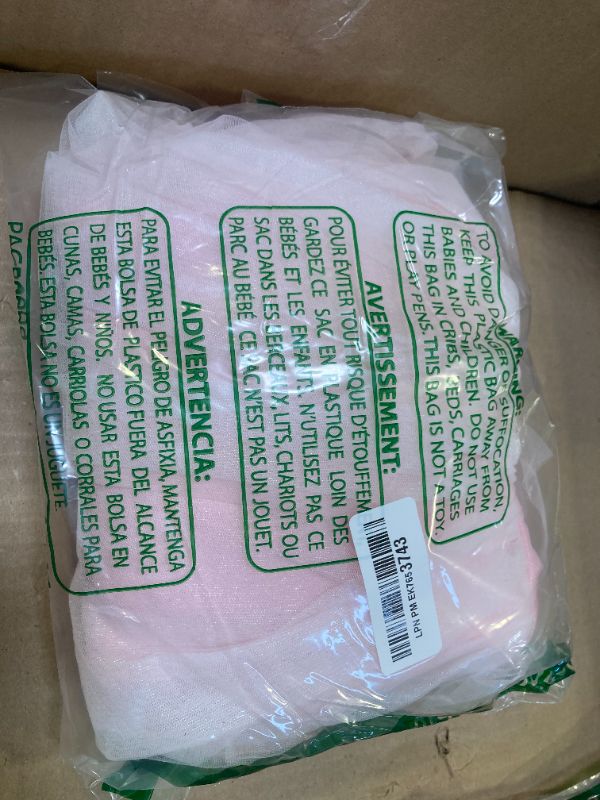 WARNING:
TO AVOID DANGER OF SUFFOCATION,
KEEP THIS PLASTIC BAG AWAY FROM
BABIES AND CHILDREN. DO NOT USE
THIS BAG IN CRIBS, BEDS, CARRIAGES
OR PLAY PENS. THIS BAG IS NOT A TOY.
AVERTISSEMENT:
POUR ÉVITER TOUT RISQUE D'ÉTOUFFEM
GARDEZ CE SAC EN PLASTIQUE LOIN DES
BÉBÉS ET LES ENFANTS. N'UTILISEZ PAS CE
SAC DANS LES BERCEAUX, LITS, CHARIOTS OU
PARC AU BÉBÉ. CE SAC N'EST PAS UN JOUET.
ADVERTENCIA:
PARA EVITAR EL PELIGRO DE ASFIXIA, MANTENGA
ESTA BOLSA DE PLASTICO FUERA DEL ALCANCE
DE BEBÉS Y NIÑOS. NO USAR ESTA BOLSA EN
CUNAS, CAMAS, CARRIOLAS O CORRALES PARA
BEBÉS. ESTA BOLSA NO ES UN JUGUETE.
LPN PM EK7653743